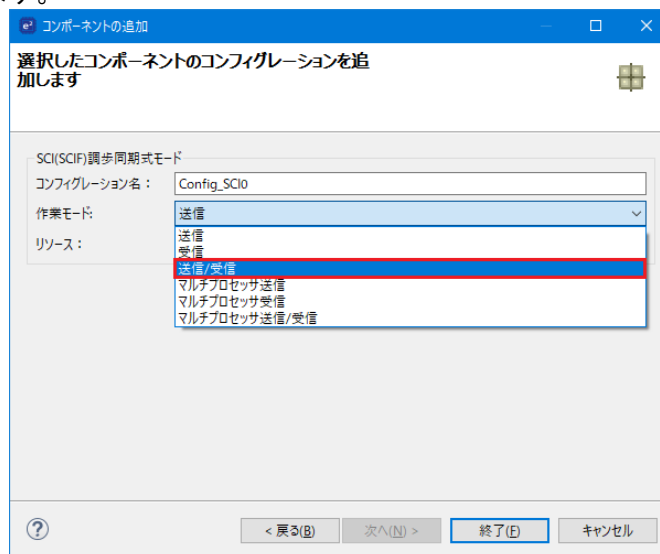 す。
e²
コンポーネントの追加
選択したコンポーネントのコンフィグレーションを追
加します
SCI(SCIF)調歩同期式モード
コンフィグレーション名：
Config_SCI0
作業モード:
送信
リソース：
送信
受信
送信/受信
マルチプロセッサ送信
マルチプロセッサ受信
マルチプロセッサ送信/受信
?
< 戻る(B)
次へ(N) >
終了(F)
キャンセル